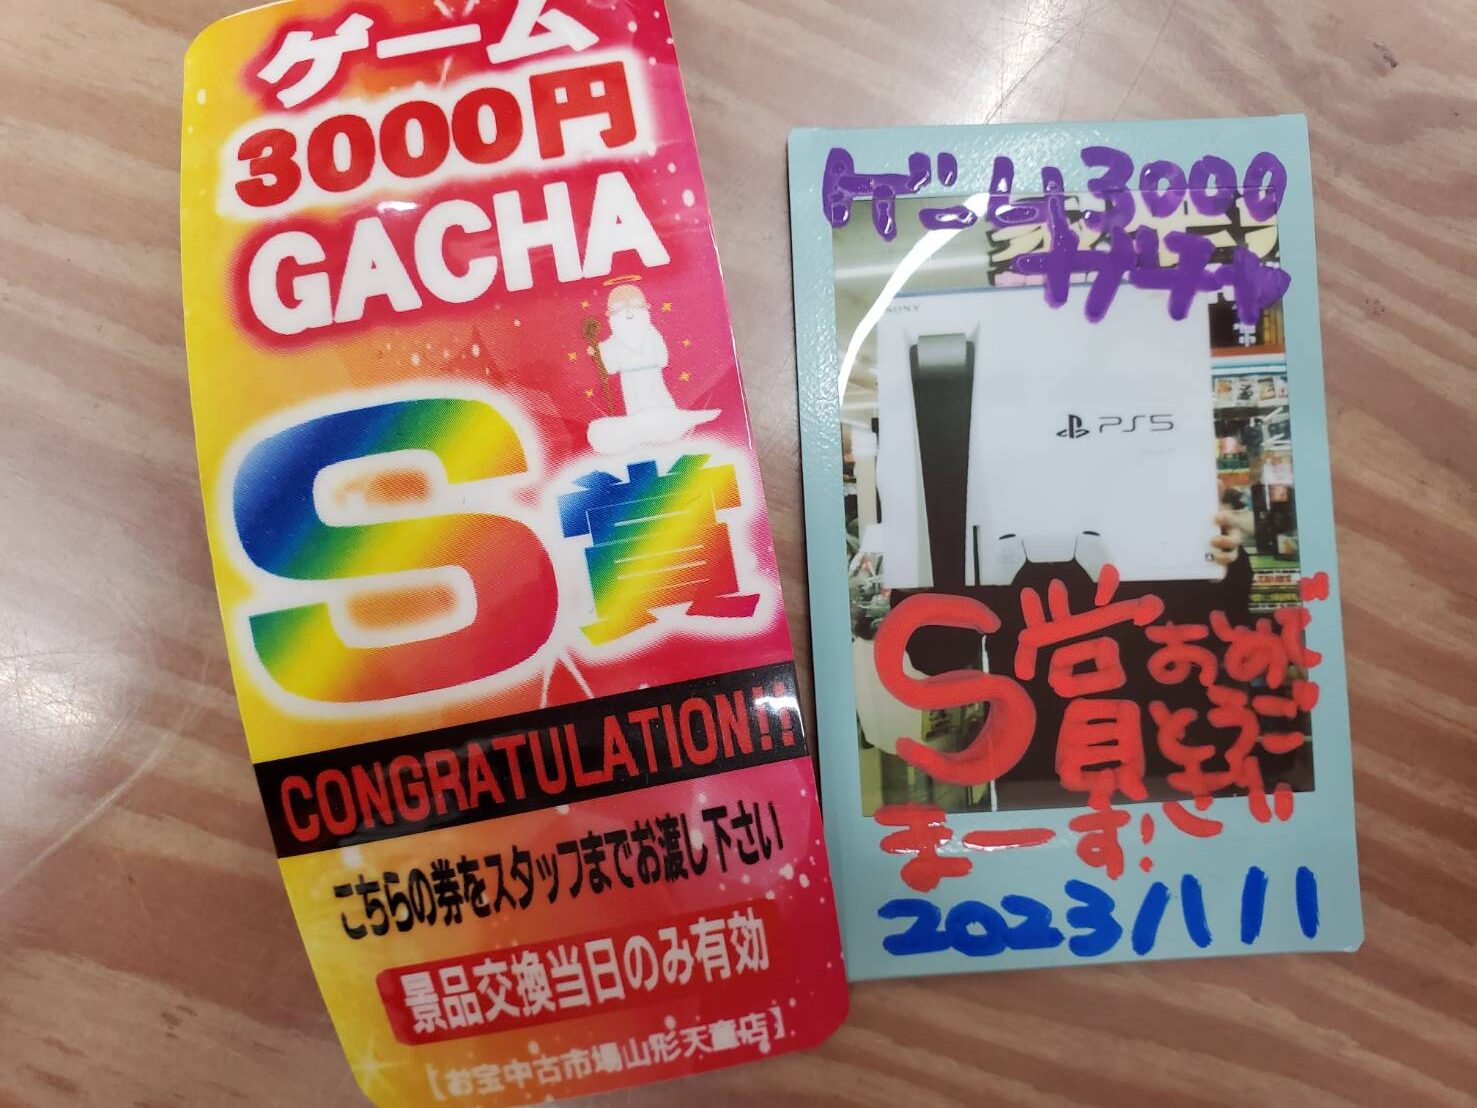 ゲーム
3000円
GACHA
S賞
CONGRATULATION!!
こちらの券をスタッフまでお渡し下さい
景品交換当日のみ有効
【お宝中古市場山形天童店】
ゲーム3000
ガチャ
SONY
PS5
S賞おめで
とうござい
まーす!
2023/1/11